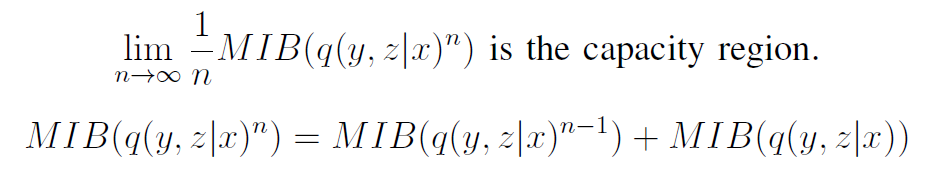 lim_{n→∞} 1/n MIB(q(y, z|x)^n) is the capacity region.
MIB(q(y, z|x)^n) = MIB(q(y, z|x)^{n−1}) + MIB(q(y, z|x))